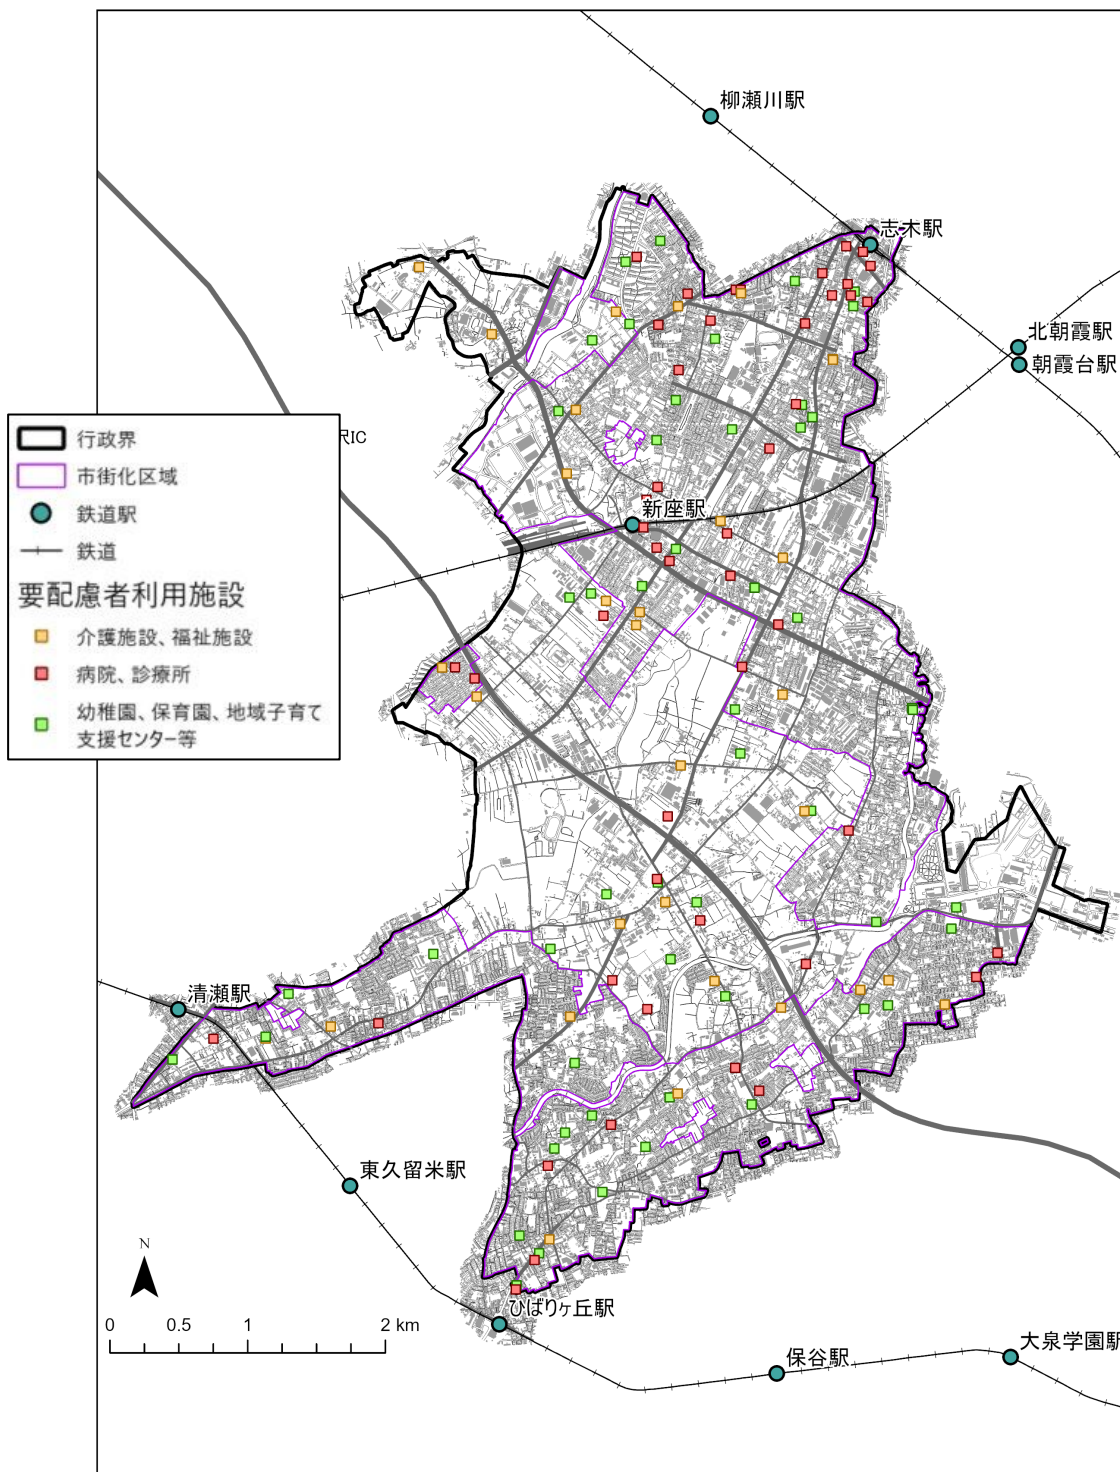 柳瀬川駅
志木駅
北朝霞駅
朝霞台駅
行政界
IC
市街化区域
鉄道駅
新座駅
鉄道
要配慮者利用施設
介護施設、福祉施設
病院、診療所
幼稚園、保育園、地域子育て
支援センター等
清瀬駅
東久留米駅
N
ひばりヶ丘駅
0 0.5 1 2 km
保谷駅
大泉学園駅